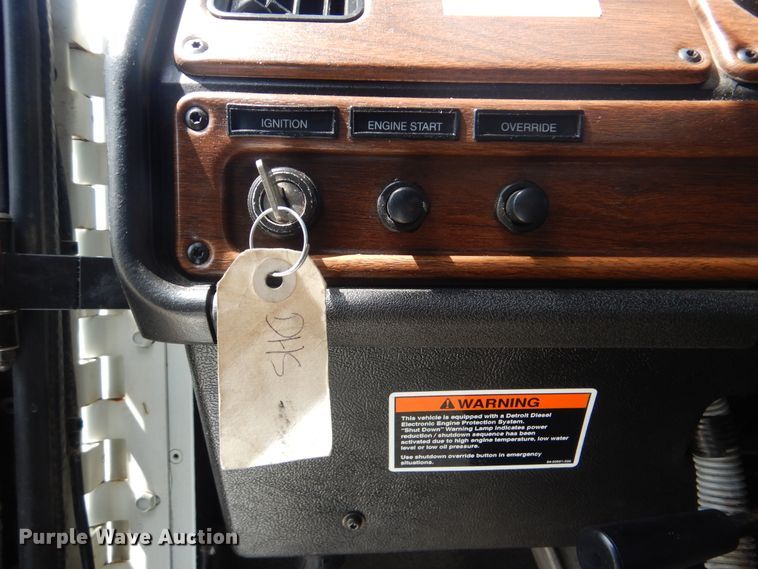 IGNITION
ENGINE START
OVERRIDE
DHS
WARNING
This vehicle is equipped with a Detroit Diesel
Electronic Engine Protection System.
"Shut Down" Warning Lamp indicates power
reduction / shutdown sequence has been
activated due to high engine temperature, low water
level or low oil pressure.
Use shutdown override button in emergency
situations.
Purple Wave Auction